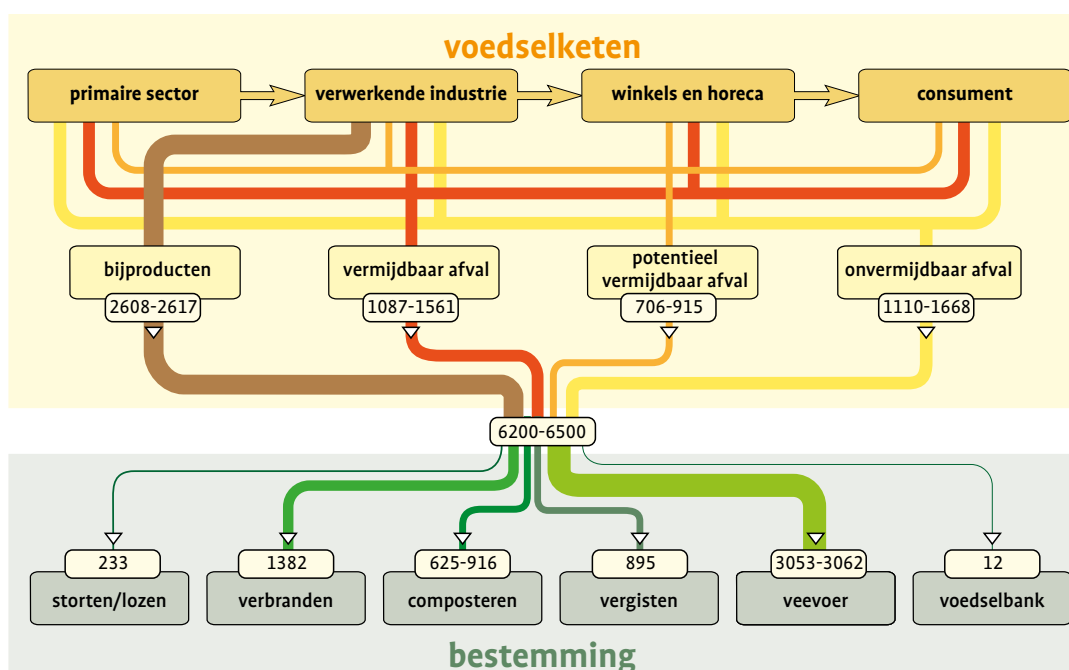 voedselketen
primaire sector
verwerkende industrie
winkels en horeca
consument
bijproducten
vermijdbaar afval
potentieel
vermijdbaar afval
onvermijdbaar afval
2608-2617
1087-1561
706-915
1110-1668
6200-6500
233
1382
625-916
895
3053-3062
12
storten/lozen
verbranden
composteren
vergisten
veevoer
voedselbank
bestemming